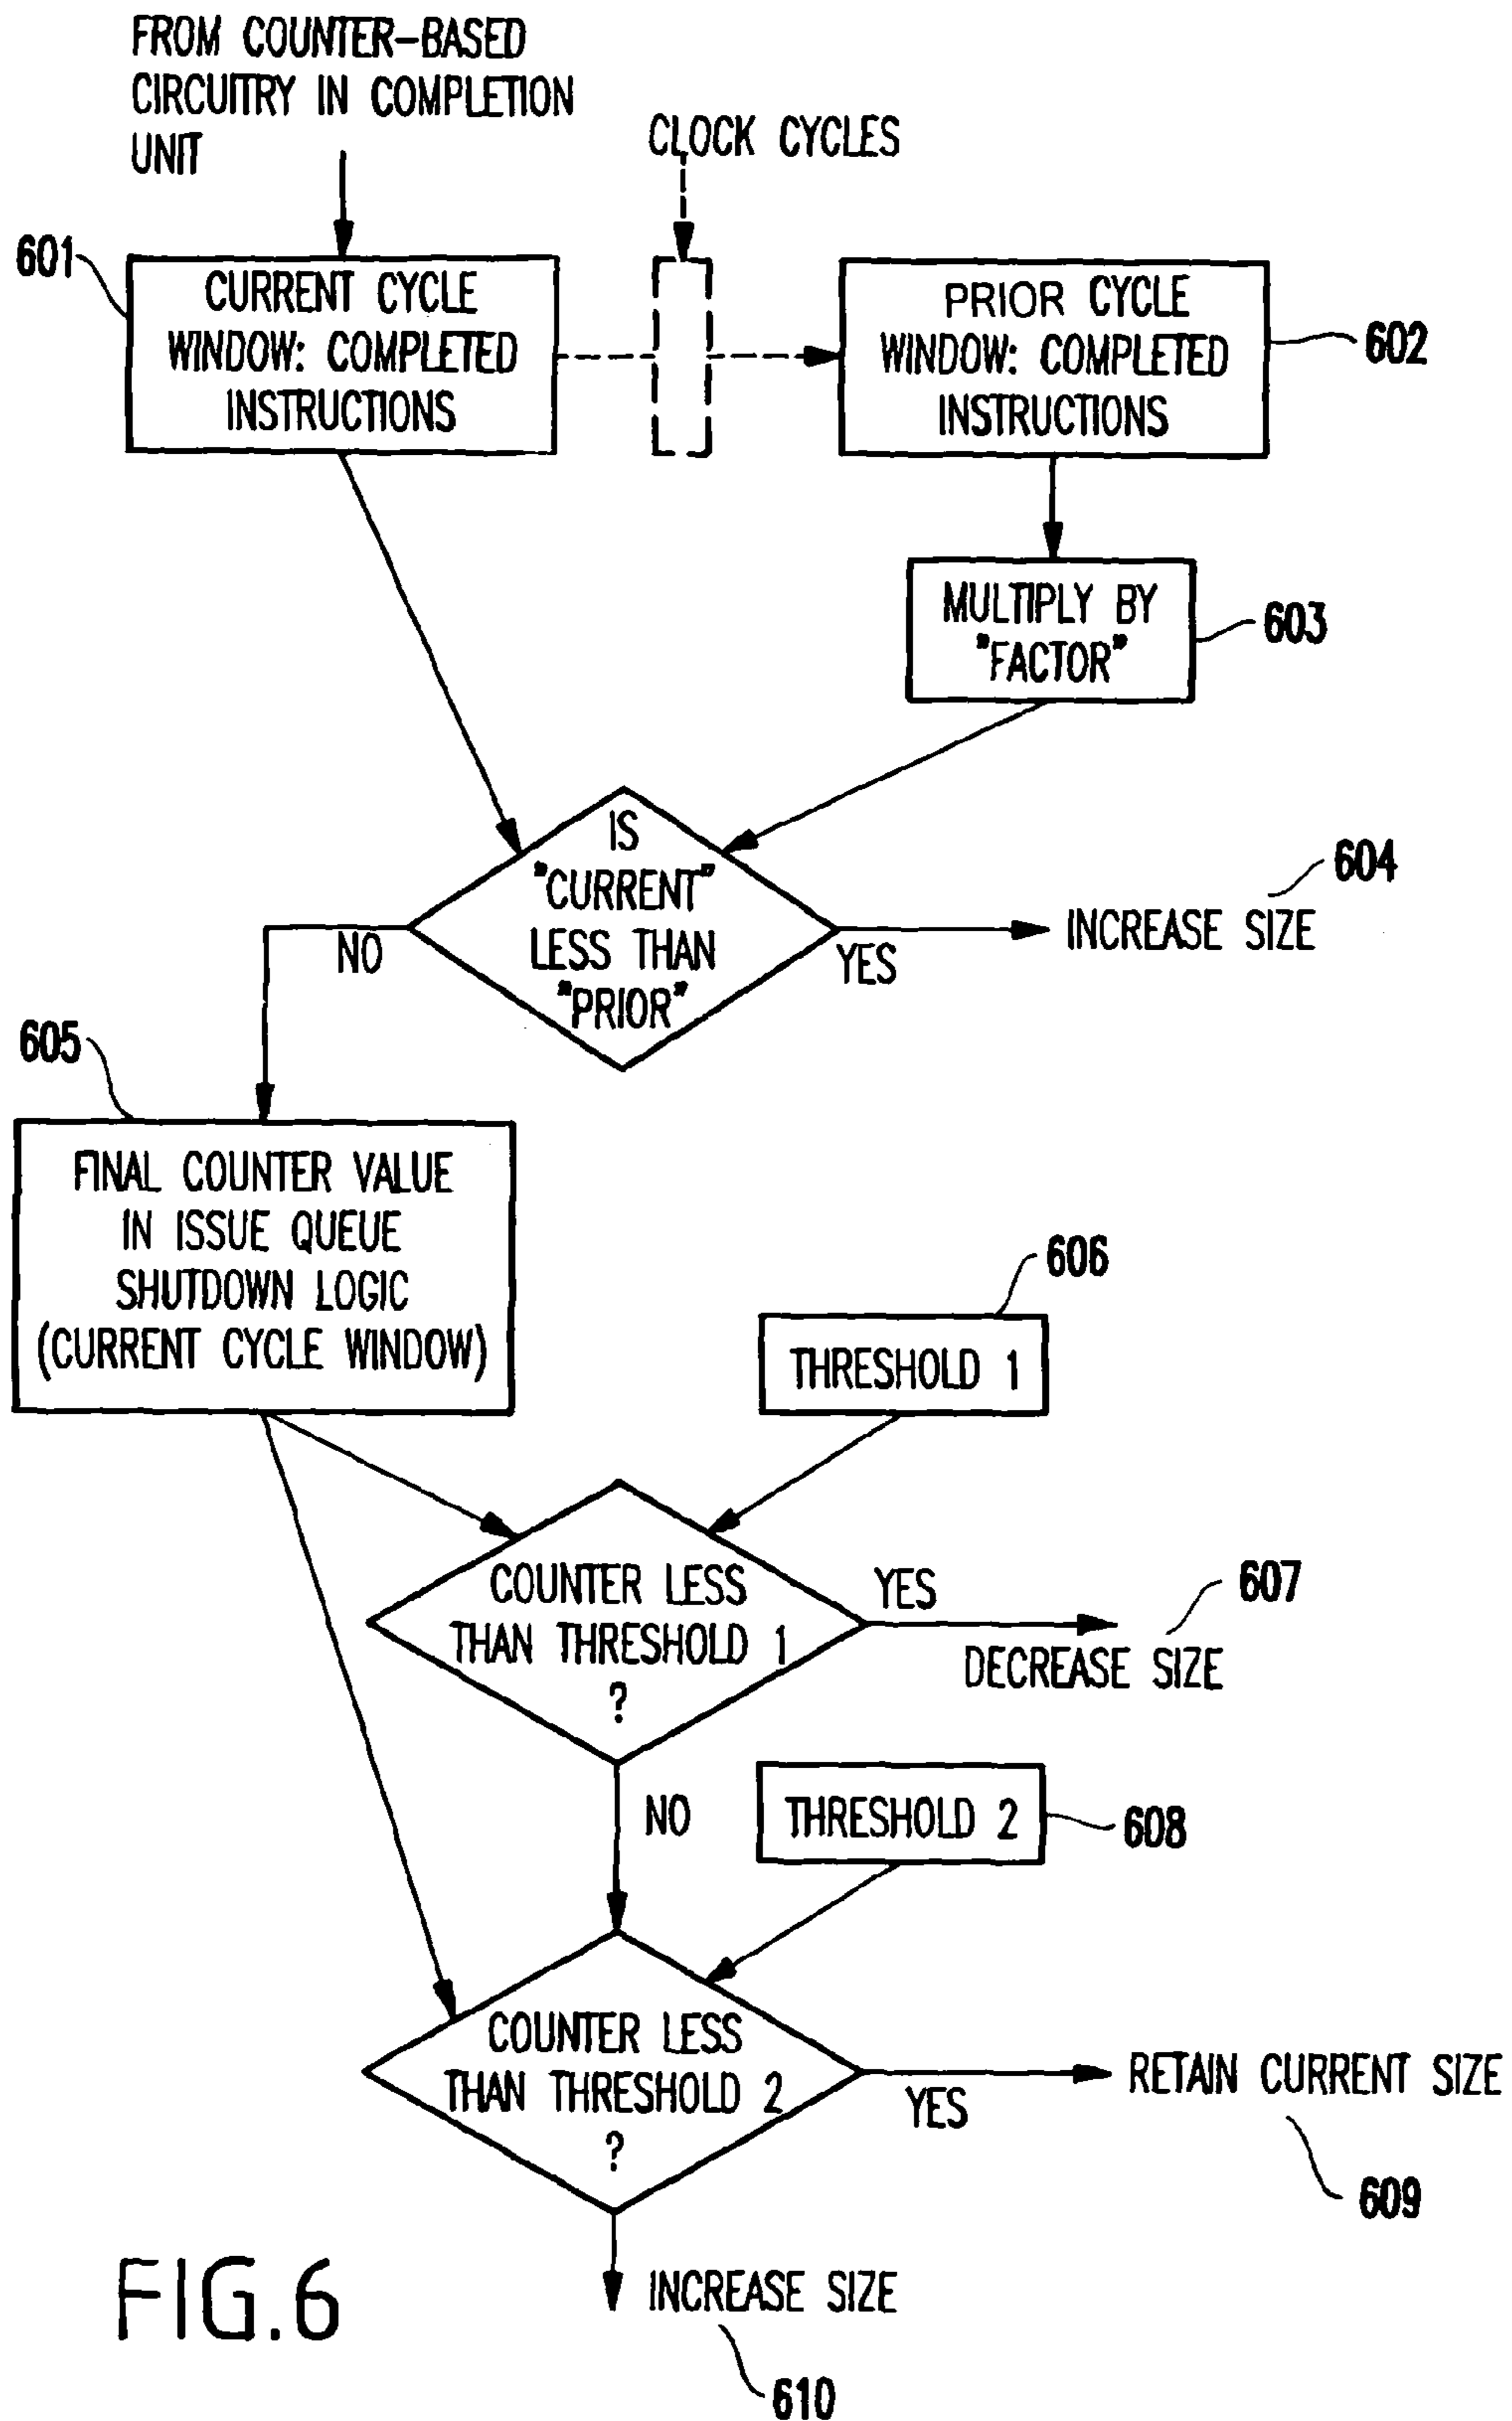 FROM COUNTER-BASED
CIRCUITRY IN COMPLETION
UNIT
CLOCK CYCLES
601
CURRENT CYCLE
WINDOW: COMPLETED
INSTRUCTIONS
PRIOR CYCLE
WINDOW: COMPLETED
INSTRUCTIONS
602
MULTIPLY BY
"FACTOR"
603
IS
"CURRENT"
LESS THAN
"PRIOR"
NO
YES
604
INCREASE SIZE
605
FINAL COUNTER VALUE
IN ISSUE QUEUE
SHUTDOWN LOGIC
(CURRENT CYCLE WINDOW)
606
THRESHOLD 1
COUNTER LESS
THAN THRESHOLD 1
?
YES
607
DECREASE SIZE
NO
THRESHOLD 2
608
COUNTER LESS
THAN THRESHOLD 2
?
YES
RETAIN CURRENT SIZE
609
INCREASE SIZE
610
FIG.6